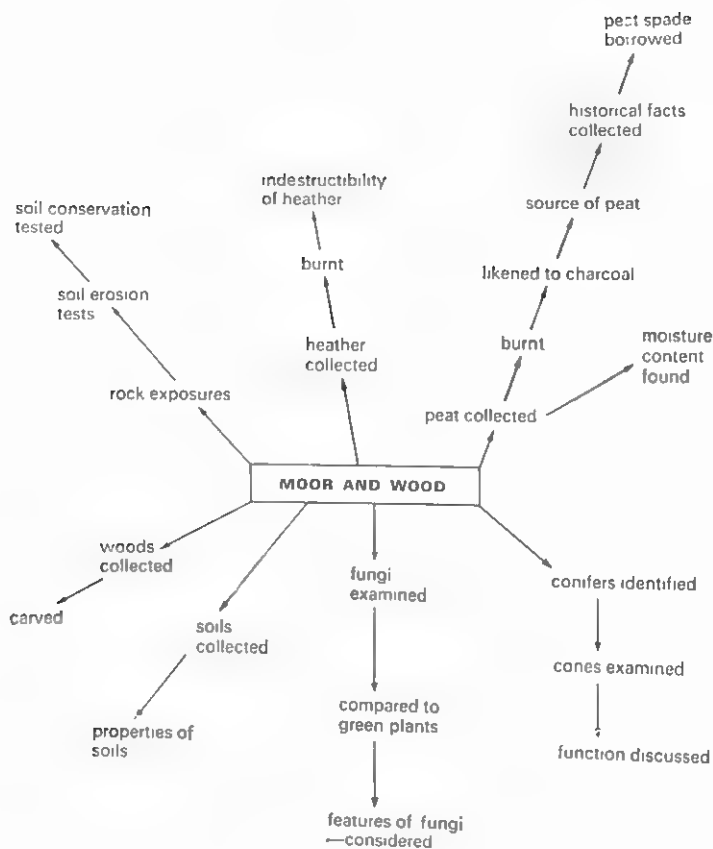 peat spade
borrowed
historical facts
collected
indestructibility
of heather
source of peat
soil conservation
tested
burnt
likened to charcoal
soil erosion
tests
heather
collected
burnt
moisture
content
found
rock exposures
peat collected
MOOR AND WOOD
woods
collected
fungi
examined
conifers identified
carved
soils
collected
cones examined
compared to
green plants
properties of
soils
function discussed
features of fungi
considered